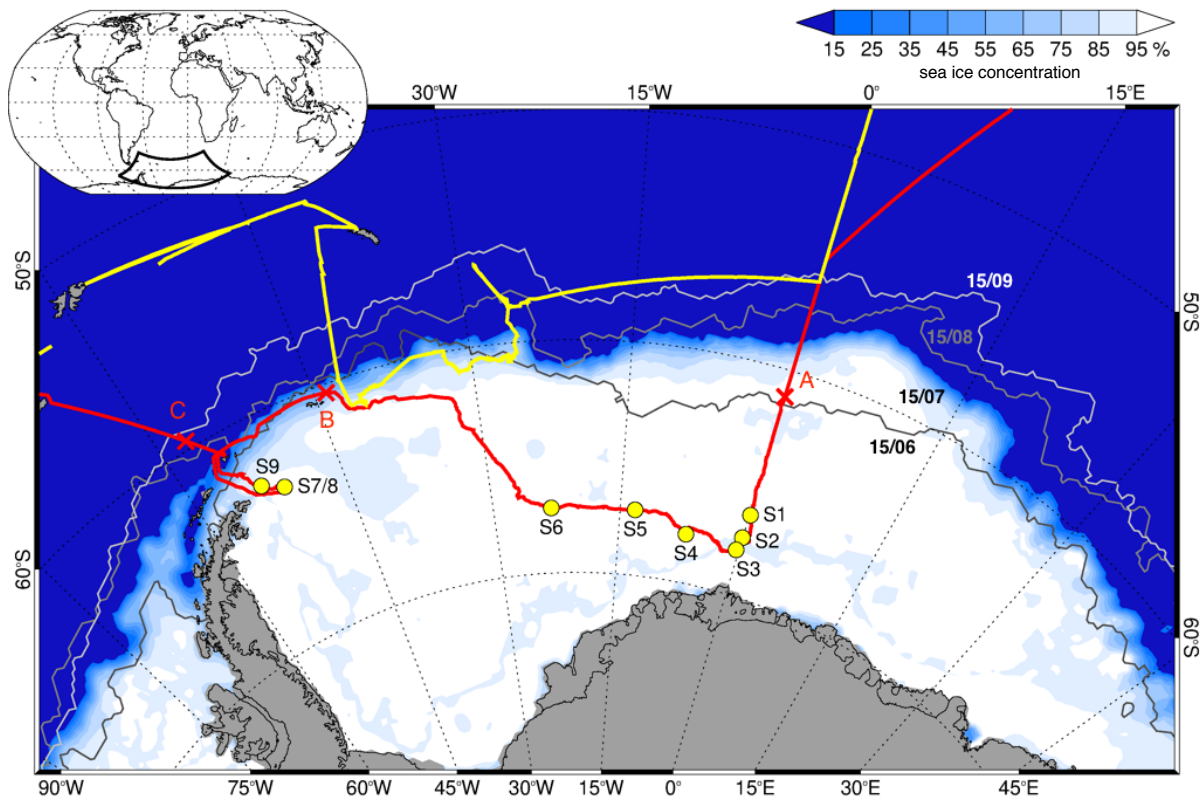 15 25 35 45 55 65 75 85 95 %
sea ice concentration
30°W 15°W 0° 15°E
50°S
60°S
15/09
15/08
15/07
15/06
50°S
60°S
A
B
C
S9
S7/8
S6
S5
S4
S3
S2
S1
90°W 75°W 60°W 45°W 30°W 15°W 0° 15°E 30°E 45°E